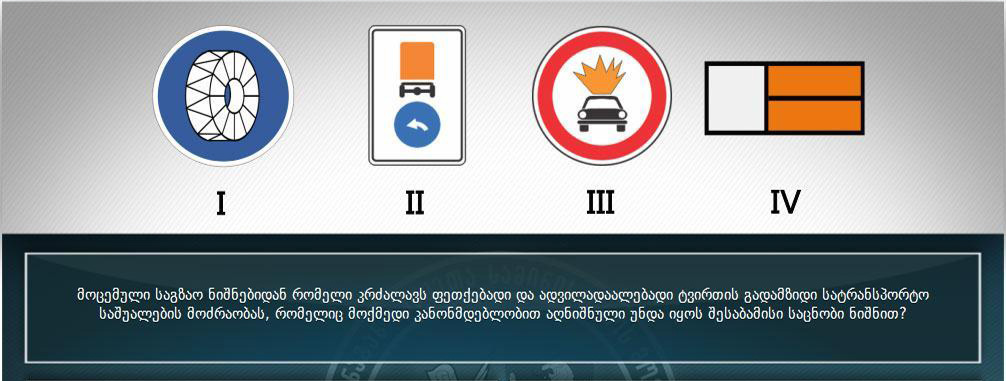 I II III IV
მოცემული საგზაო ნიშნებიდან რომელი კრძალავს ფეთქებადი და ადვილადაალებადი ტვირთის გადამზიდი სატრანსპორტო
საშუალების მოძრაობას, რომელიც მოქმედი კანონმდებლობით აღნიშნული უნდა იყოს შესაბამისი საცნობი ნიშნით?